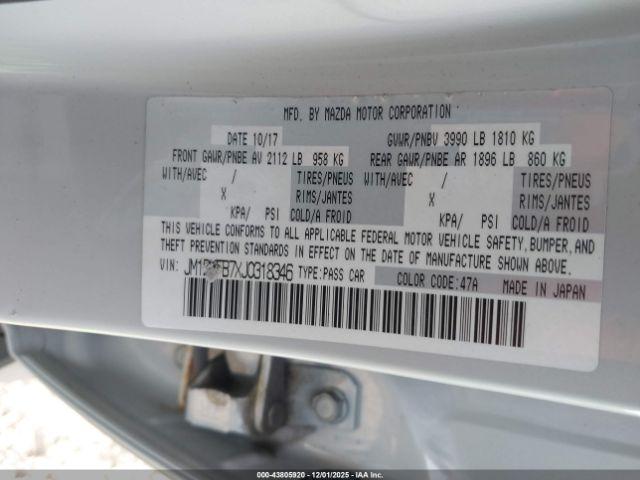 MFD. BY MAZDA MOTOR CORPORATION
DATE 10/17 GVWR/PNBV 3990 LB 1810 KG
FRONT GAWR/PNBE AV 2112 LB 958 KG REAR GAWR/PNBE AR 1896 LB 860 KG
WITH/AVEC / TIRES/PNEUS WITH/AVEC / TIRES/PNEUS
X RIMS/JANTES X RIMS/JANTES
KPA/ PSI COLD/A FROID KPA/ PSI COLD/A FROID
THIS VEHICLE CONFORMS TO ALL APPLICABLE FEDERAL MOTOR VEHICLE SAFETY, BUMPER, AND
THEFT PREVENTION STANDARDS IN EFFECT ON THE DATE OF MANUFACTURE SHOWN ABOVE.
VIN: TYPE:PASS CAR COLOR CODE:47A MADE IN JAPAN
000-43805920 - 12/01/2025 - Copyright © IAA, LLC